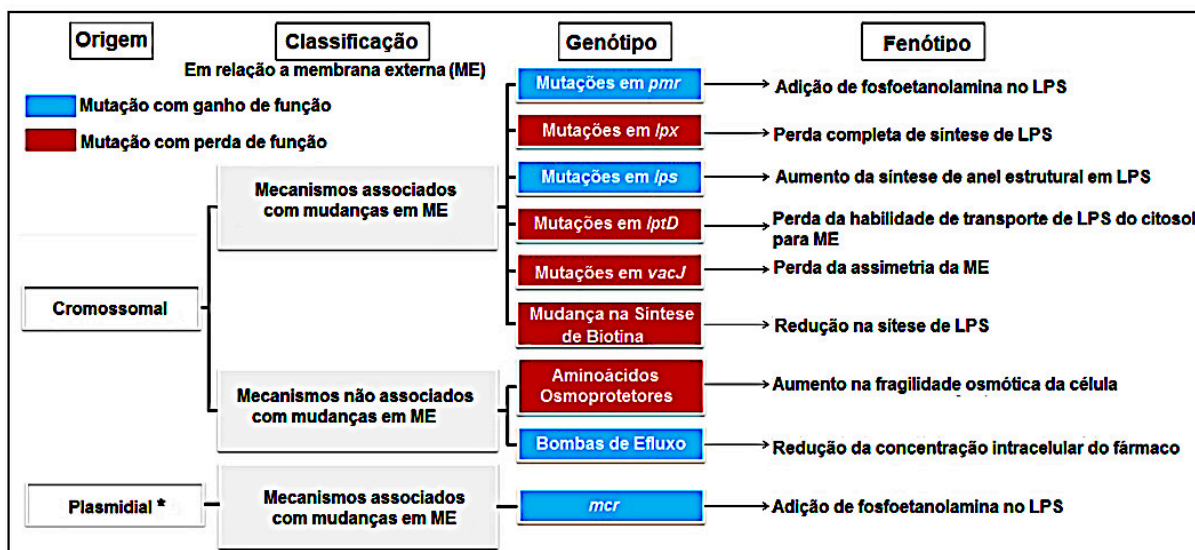 Origem
Classificação
Genótipo
Fenótipo
Em relação a membrana externa (ME)
Mutação com ganho de função
Mutação com perda de função
Cromossomal
Mecanismos associados
com mudanças em ME
Mutações em pmr
Adição de fosfoetanolamina no LPS
Mutações em lpx
Perda completa de síntese de LPS
Mutações em lps
Aumento da síntese de anel estrutural em LPS
Mutações em lptD
Perda da habilidade de transporte de LPS do citosol
para ME
Mutações em vacJ
Perda da assimetria da ME
Mudança na Síntese
de Biotina
Redução na sítese de LPS
Mecanismos não associados
com mudanças em ME
Aminoácidos
Osmoprotetores
Aumento na fragilidade osmótica da célula
Bombas de Efluxo
Redução da concentração intracelular do fármaco
Plasmidial *
Mecanismos associados
com mudanças em ME
mcr
Adição de fosfoetanolamina no LPS